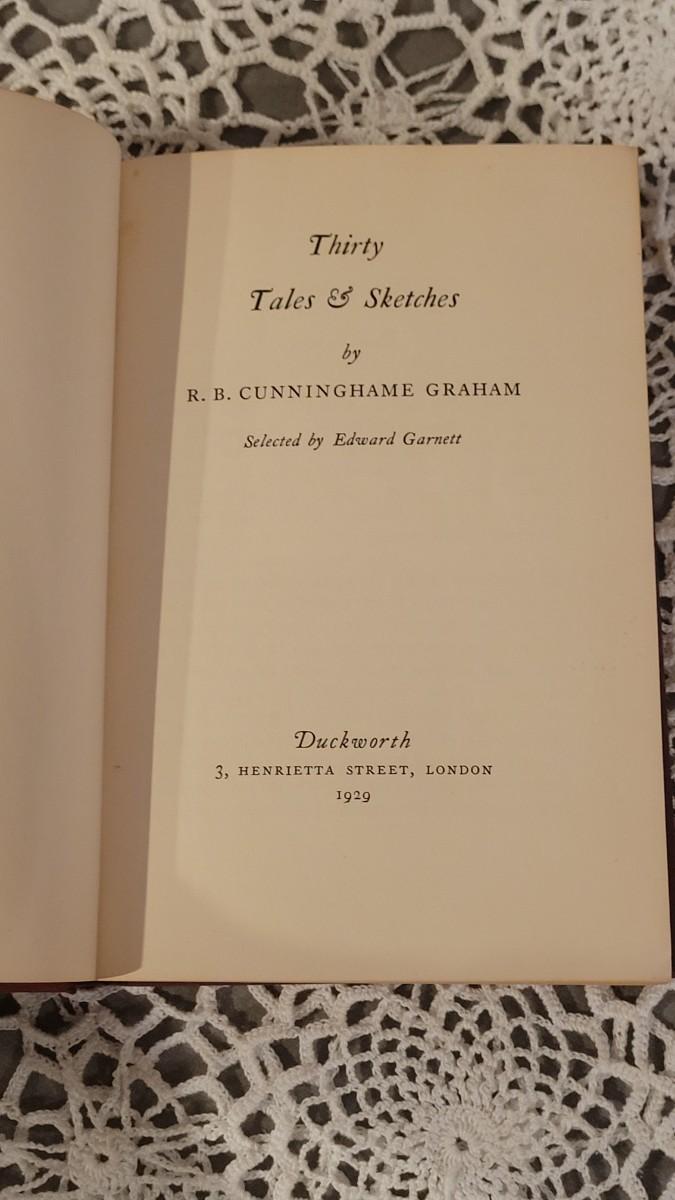 Thirty
Tales & Sketches
by
R. B. CUNNINGHAME GRAHAM
Selected by Edward Garnett
Duckworth
3, HENRIETTA STREET, LONDON
1929